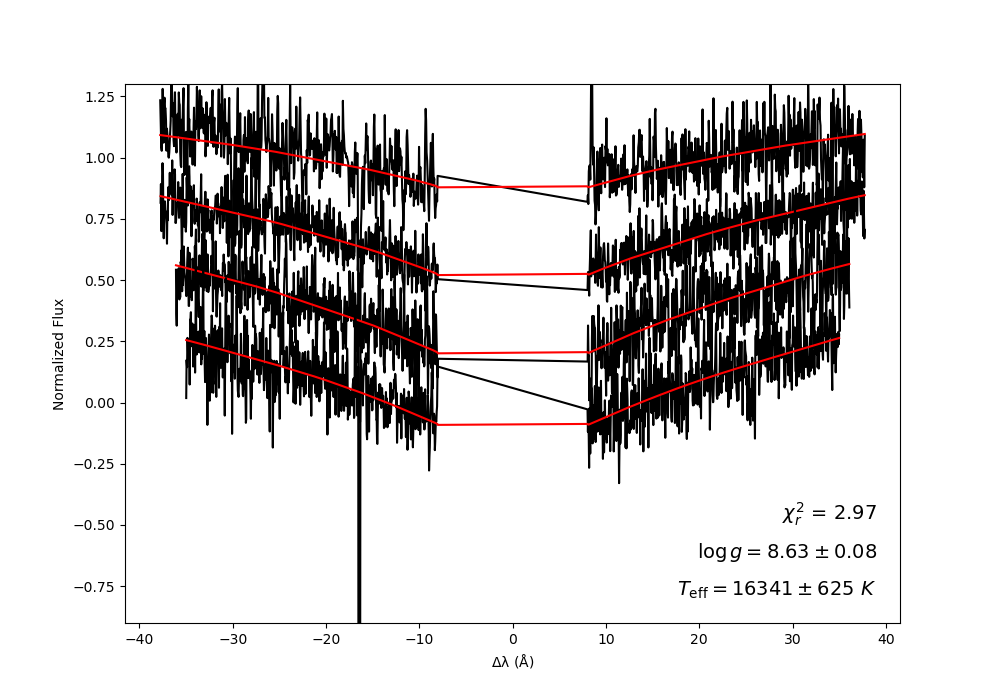 1.25
1.00
0.75
0.50
0.25
0.00
−0.25
−0.50
−0.75
Normalized Flux
χ²ᵣ = 2.97
log g = 8.63 ± 0.08
T_eff = 16341 ± 625 K
−40 −30 −20 −10 0 10 20 30 40
Δλ (Å)